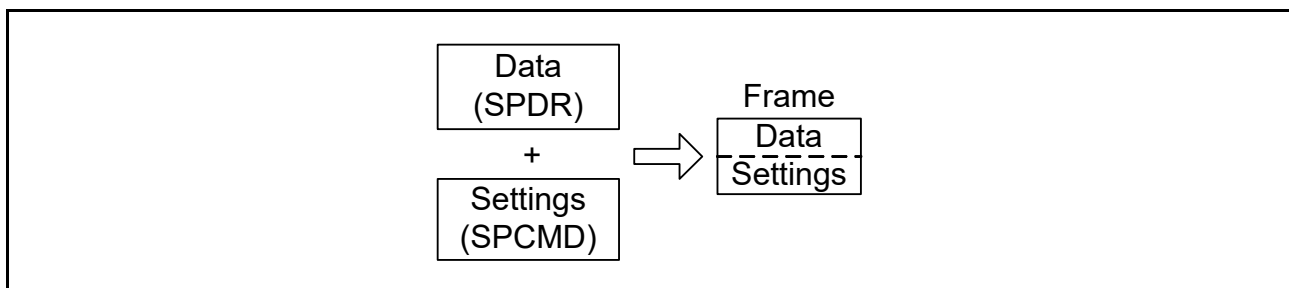 Data
(SPDR)
+
Settings
(SPCMD)
Frame
Data
Settings